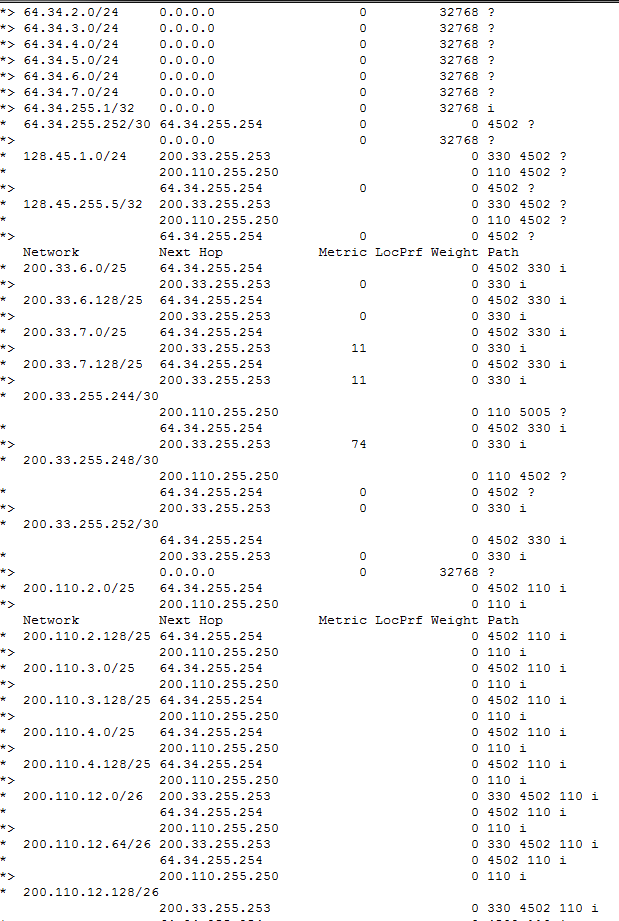 *> 64.34.2.0/24     0.0.0.0                  0         32768 ?
*> 64.34.3.0/24     0.0.0.0                  0         32768 ?
*> 64.34.4.0/24     0.0.0.0                  0         32768 ?
*> 64.34.5.0/24     0.0.0.0                  0         32768 ?
*> 64.34.6.0/24     0.0.0.0                  0         32768 ?
*> 64.34.7.0/24     0.0.0.0                  0         32768 ?
*> 64.34.255.1/32   0.0.0.0                  0         32768 i
*  64.34.255.252/30 64.34.255.254            0             0 4502 ?
*>                  0.0.0.0                  0         32768 ?
*  128.45.1.0/24    200.33.255.253                         0 330 4502 ?
*                   200.110.255.250                        0 110 4502 ?
*>                  64.34.255.254            0             0 4502 ?
*  128.45.255.5/32  200.33.255.253                         0 330 4502 ?
*                   200.110.255.250                        0 110 4502 ?
*>                  64.34.255.254            0             0 4502 ?
   Network          Next Hop            Metric LocPrf Weight Path
*  200.33.6.0/25    64.34.255.254                          0 4502 330 i
*>                  200.33.255.253           0             0 330 i
*  200.33.6.128/25  64.34.255.254                          0 4502 330 i
*>                  200.33.255.253           0             0 330 i
*  200.33.7.0/25    64.34.255.254                          0 4502 330 i
*>                  200.33.255.253          11             0 330 i
*  200.33.7.128/25  64.34.255.254                          0 4502 330 i
*>                  200.33.255.253          11             0 330 i
*  200.33.255.244/30
                    200.110.255.250                        0 110 5005 ?
*                   64.34.255.254                          0 4502 330 i
*>                  200.33.255.253          74             0 330 i
*  200.33.255.248/30
                    200.110.255.250                        0 110 4502 ?
*                   64.34.255.254            0             0 4502 ?
*>                  200.33.255.253           0             0 330 i
*  200.33.255.252/30
                    64.34.255.254                          0 4502 330 i
*                   200.33.255.253           0             0 330 i
*>                  0.0.0.0                  0         32768 ?
*  200.110.2.0/25   64.34.255.254                          0 4502 110 i
*>                  200.110.255.250                        0 110 i
   Network          Next Hop            Metric LocPrf Weight Path
*  200.110.2.128/25 64.34.255.254                          0 4502 110 i
*>                  200.110.255.250                        0 110 i
*  200.110.3.0/25   64.34.255.254                          0 4502 110 i
*>                  200.110.255.250                        0 110 i
*  200.110.3.128/25 64.34.255.254                          0 4502 110 i
*>                  200.110.255.250                        0 110 i
*  200.110.4.0/25   64.34.255.254                          0 4502 110 i
*>                  200.110.255.250                        0 110 i
*  200.110.4.128/25 64.34.255.254                          0 4502 110 i
*>                  200.110.255.250                        0 110 i
*  200.110.12.0/26  200.33.255.253                         0 330 4502 110 i
*                   64.34.255.254                          0 4502 110 i
*>                  200.110.255.250                        0 110 i
*  200.110.12.64/26 200.33.255.253                         0 330 4502 110 i
*                   64.34.255.254                          0 4502 110 i
*>                  200.110.255.250                        0 110 i
*  200.110.12.128/26
                    200.33.255.253                         0 330 4502 110 i